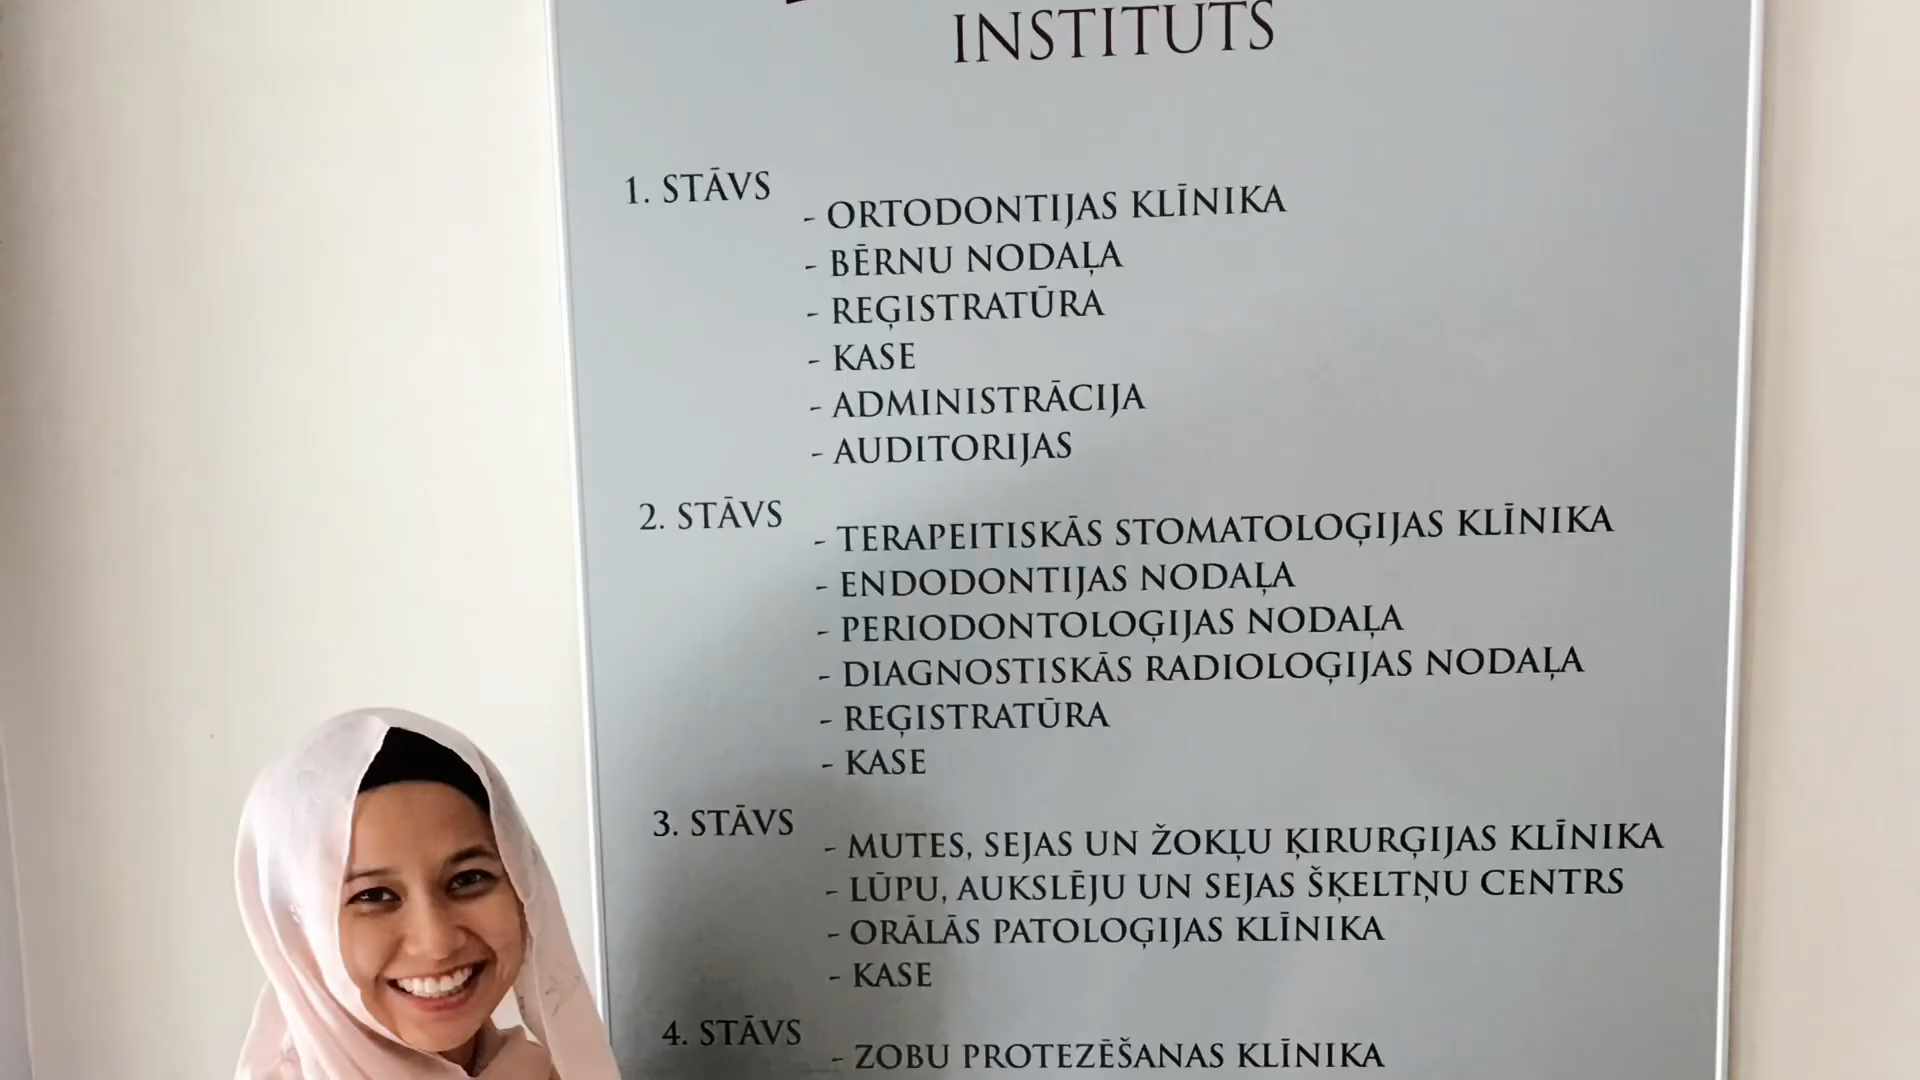 INSTITUTS
1. STĀVS
- ORTODONTIJAS KLĪNIKA
- BĒRNU NODAĻA
- REĢISTRATŪRA
- KASE
- ADMINISTRĀCIJA
- AUDITORIJAS
2. STĀVS
- TERAPEITISKĀS STOMATOLOĢIJAS KLĪNIKA
- ENDODONTIJAS NODAĻA
- PERIODONTOLOĢIJAS NODAĻA
- DIAGNOSTISKĀS RADIOLOĢIJAS NODAĻA
- REĢISTRATŪRA
- KASE
3. STĀVS
- MUTES, SEJAS UN ŽOKĻU ĶIRURĢIJAS KLĪNIKA
- LŪPU, AUKSLĒJU UN SEJAS ŠĶELTŅU CENTRS
- ORĀLĀS PATOLOĢIJAS KLĪNIKA
- KASE
4. STĀVS
- ZOBU PROTEZĒŠANAS KLĪNIKA